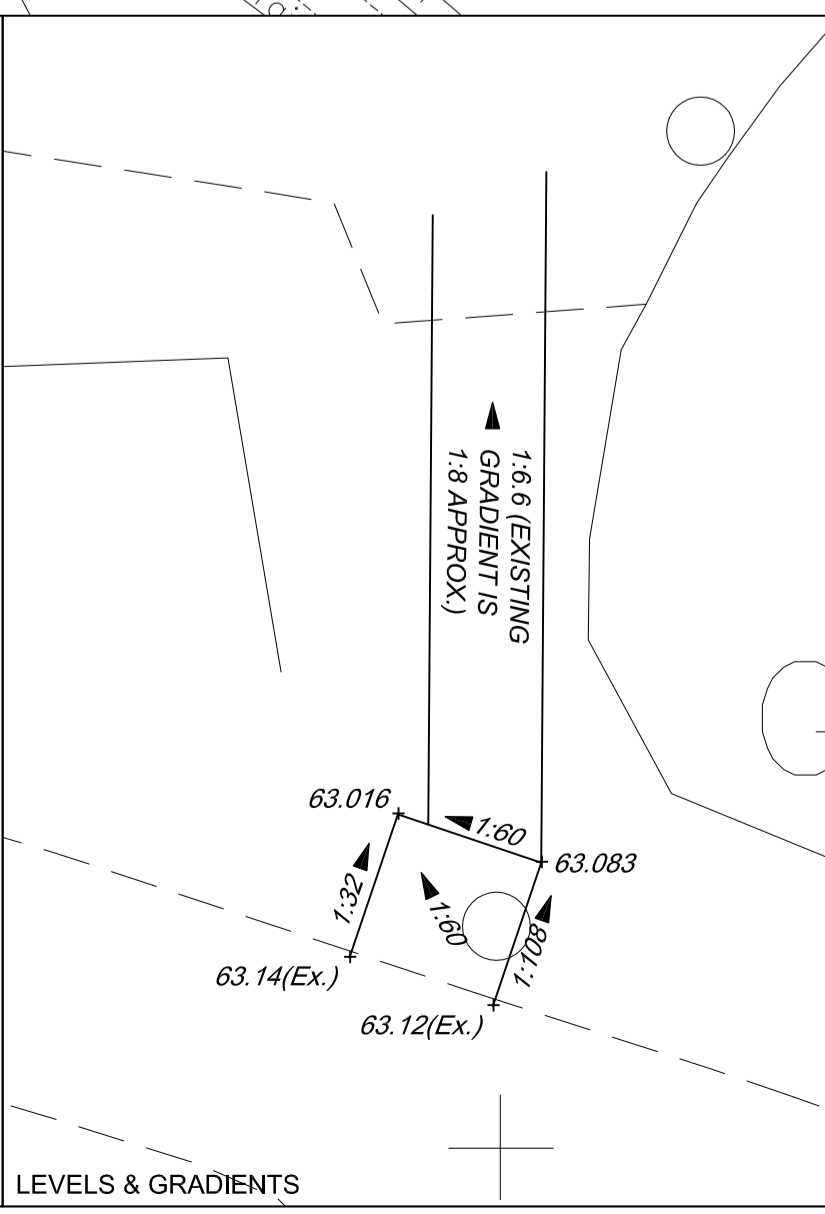 1:6.6 (EXISTING
GRADIENT IS
1:8 APPROX.)
63.016
1:60
63.083
1:32
1:60
1:108
63.14(Ex.)
63.12(Ex.)
LEVELS & GRADIENTS